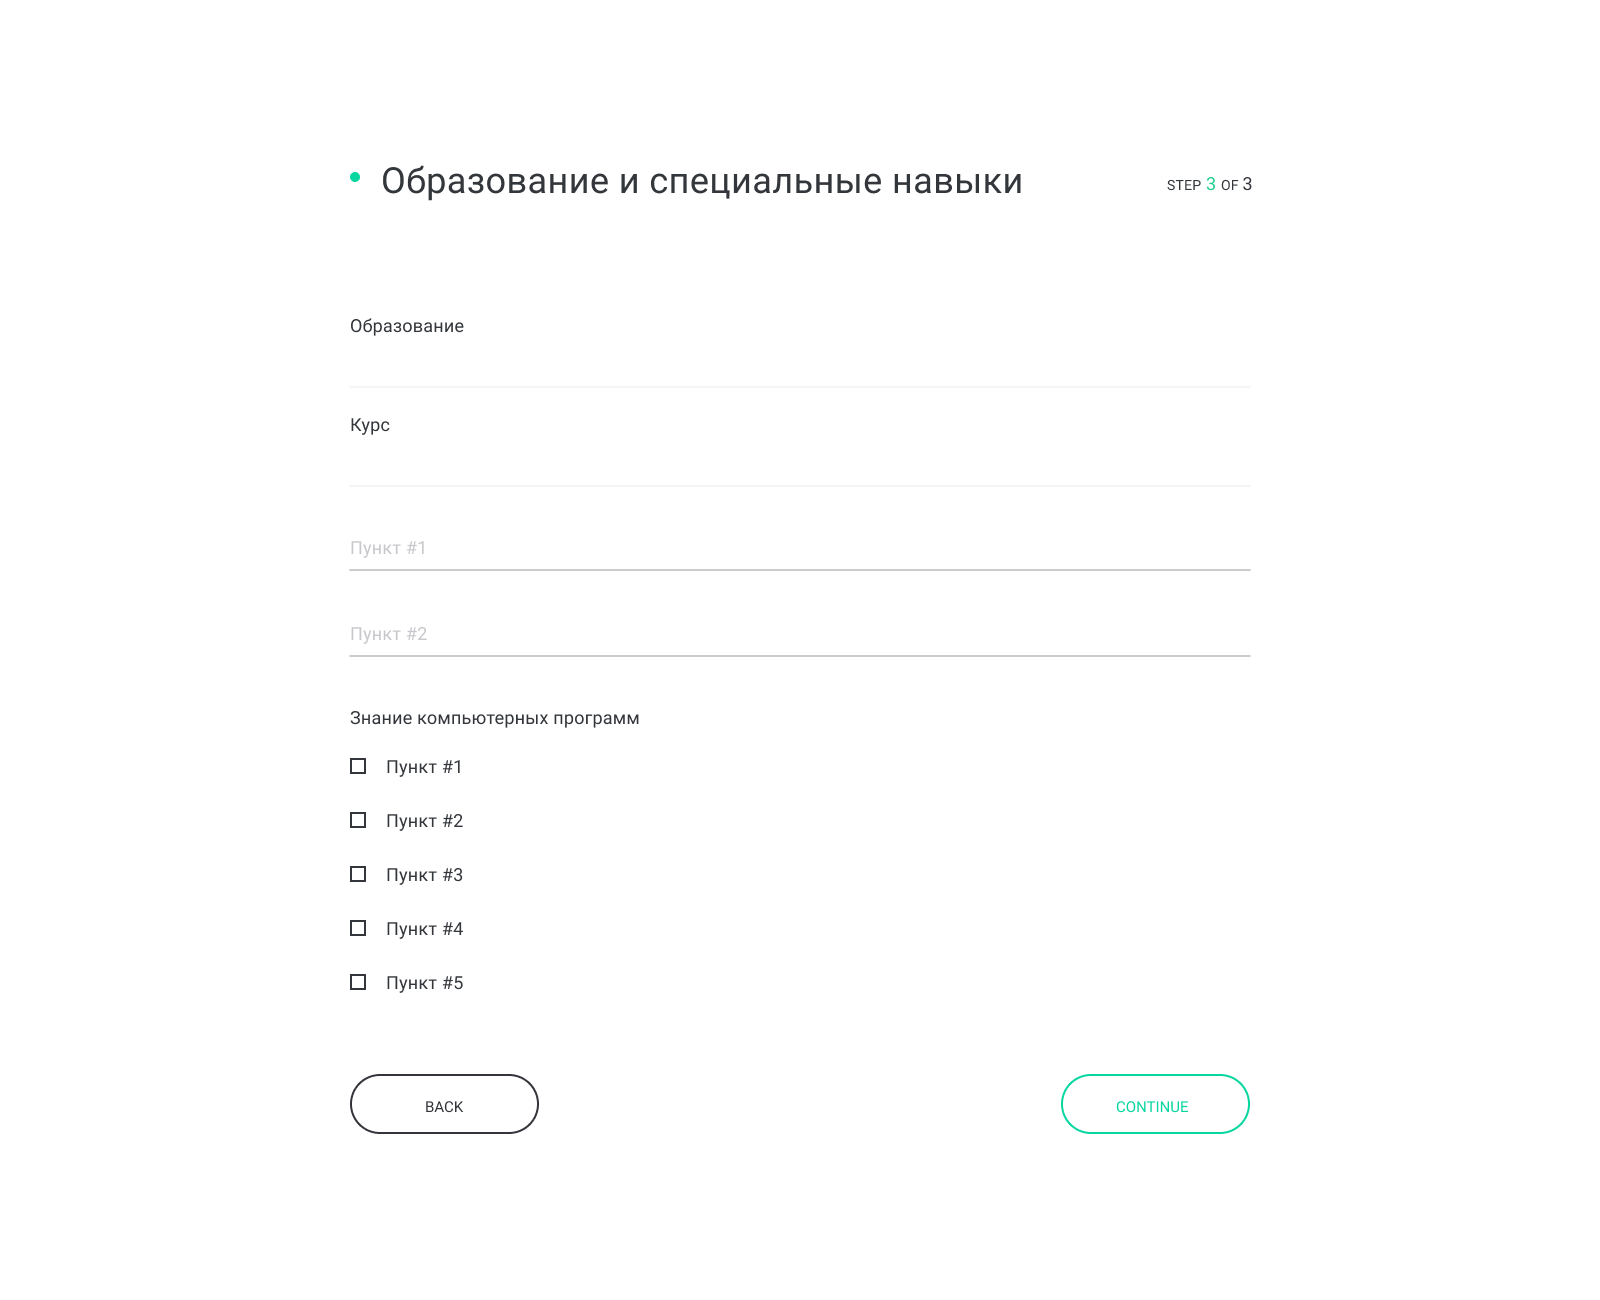 Образование и специальные навыки
STEP 3 OF 3
Образование
Курс
Пункт #1
Пункт #2
Знание компьютерных программ
Пункт #1
Пункт #2
Пункт #3
Пункт #4
Пункт #5
BACK
CONTINUE